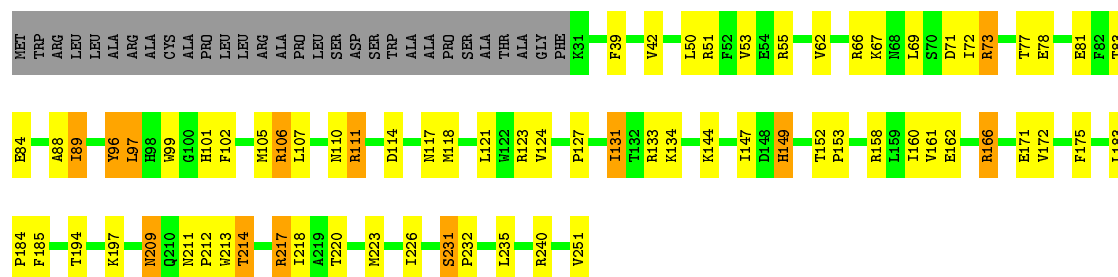 MET TRP ARG LEU LEU ALA ARG ALA CYS ALA PRO LEU LEU ARG ALA PRO LEU SER ASP SER TRP ALA ALA PRO SER ALA THR ALA GLY PHE K31 F39 V42 L50 R51 F52 V53 E54 R55 V62 R66 K67 N68 L69 S70 D71 I72 R73 T77 E78 E81 F82
E84 A88 I89 Y96 L97 H98 W99 G100 H101 F102 M105 R106 L107 N110 R111 D114 N117 M118 L121 W122 R123 V124 P127 I131 T132 R133 K134 K144 I147 D148 H149 T152 P153 R158 L159 I160 V161 E162 R166 E171 V172 F175
P184 F185 T194 K197 N209 Q210 N211 P212 W213 T214 R217 I218 A219 T220 M223 I226 S231 P232 L235 R240 V251